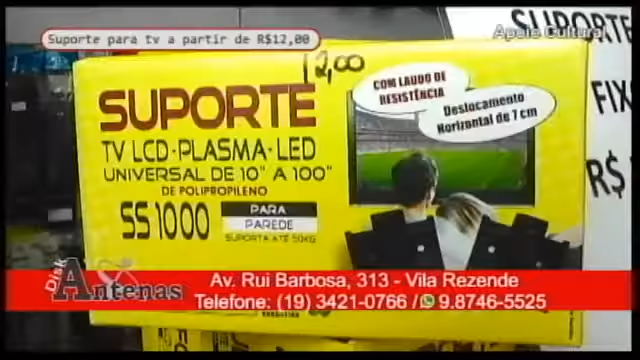 Suporte para tv a partir de R$12,00
Apoio Cultural
12,00
SUPORTE
TV LCD-PLASMA-LED
UNIVERSAL DE 10" A 100"
DE POLIPROPILENO
SS1000
PARA
PAREDE
SUPORTA ATÉ 50KG
COM LAUDO DE
RESISTÊNCIA
Deslocamento
Horizontal de 7 cm
SUPORTE
FIX
R$
Disk
Antenas
Av. Rui Barbosa, 313 - Vila Rezende
Telefone: (19) 3421-0766 / 9.8746-5525